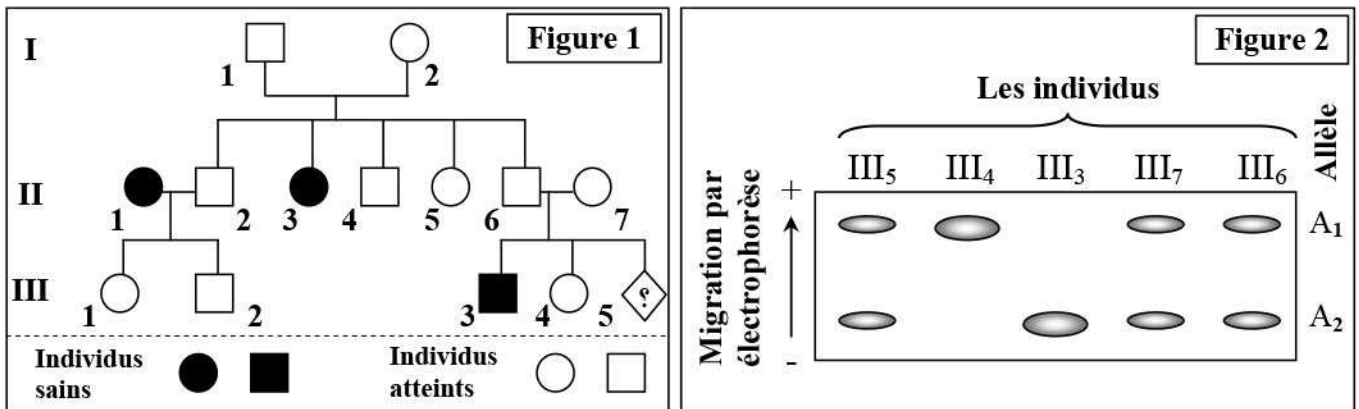 Figure 1
I
1 2
II
1 2 3 4 5 6 7
III
?
1 2 3 4 5
Individus sains
Individus atteints
Figure 2
Les individus
Allèle
III5 III4 III3 III7 III6
Migration par électrophorèse
+
-
A1
A2